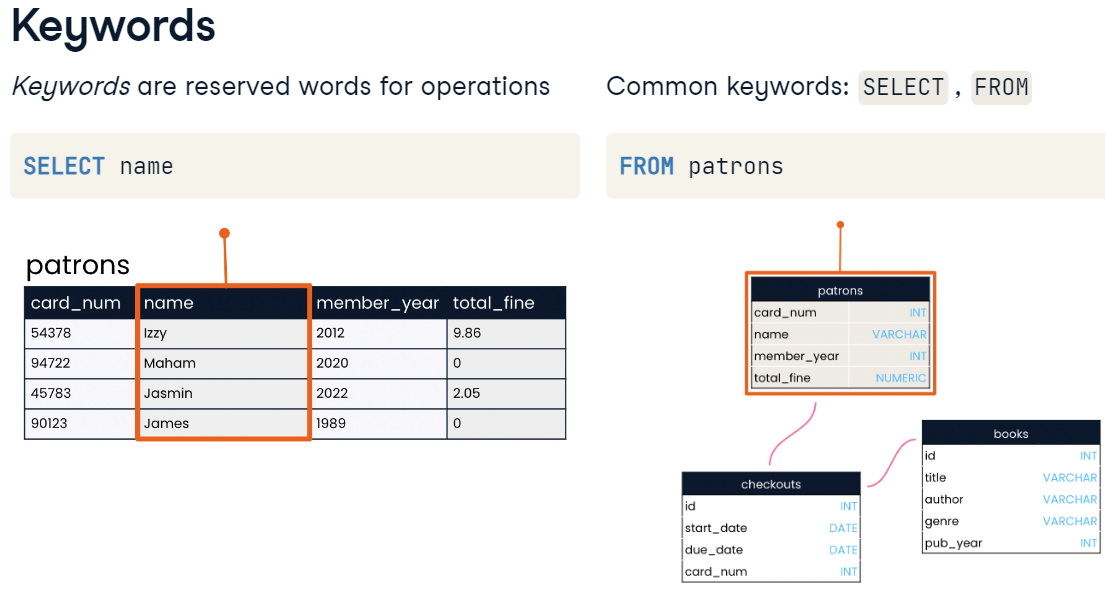 Keywords
Keywords are reserved words for operations
SELECT name
patrons
card_num name member_year total_fine
54378 Izzy 2012 9.86
94722 Maham 2020 0
45783 Jasmin 2022 2.05
90123 James 1989 0
Common keywords: SELECT , FROM
FROM patrons
patrons
card_num INT
name VARCHAR
member_year INT
total_fine NUMERIC
checkouts
id INT
start_date DATE
due_date DATE
card_num INT
books
id INT
title VARCHAR
author VARCHAR
genre VARCHAR
pub_year INT